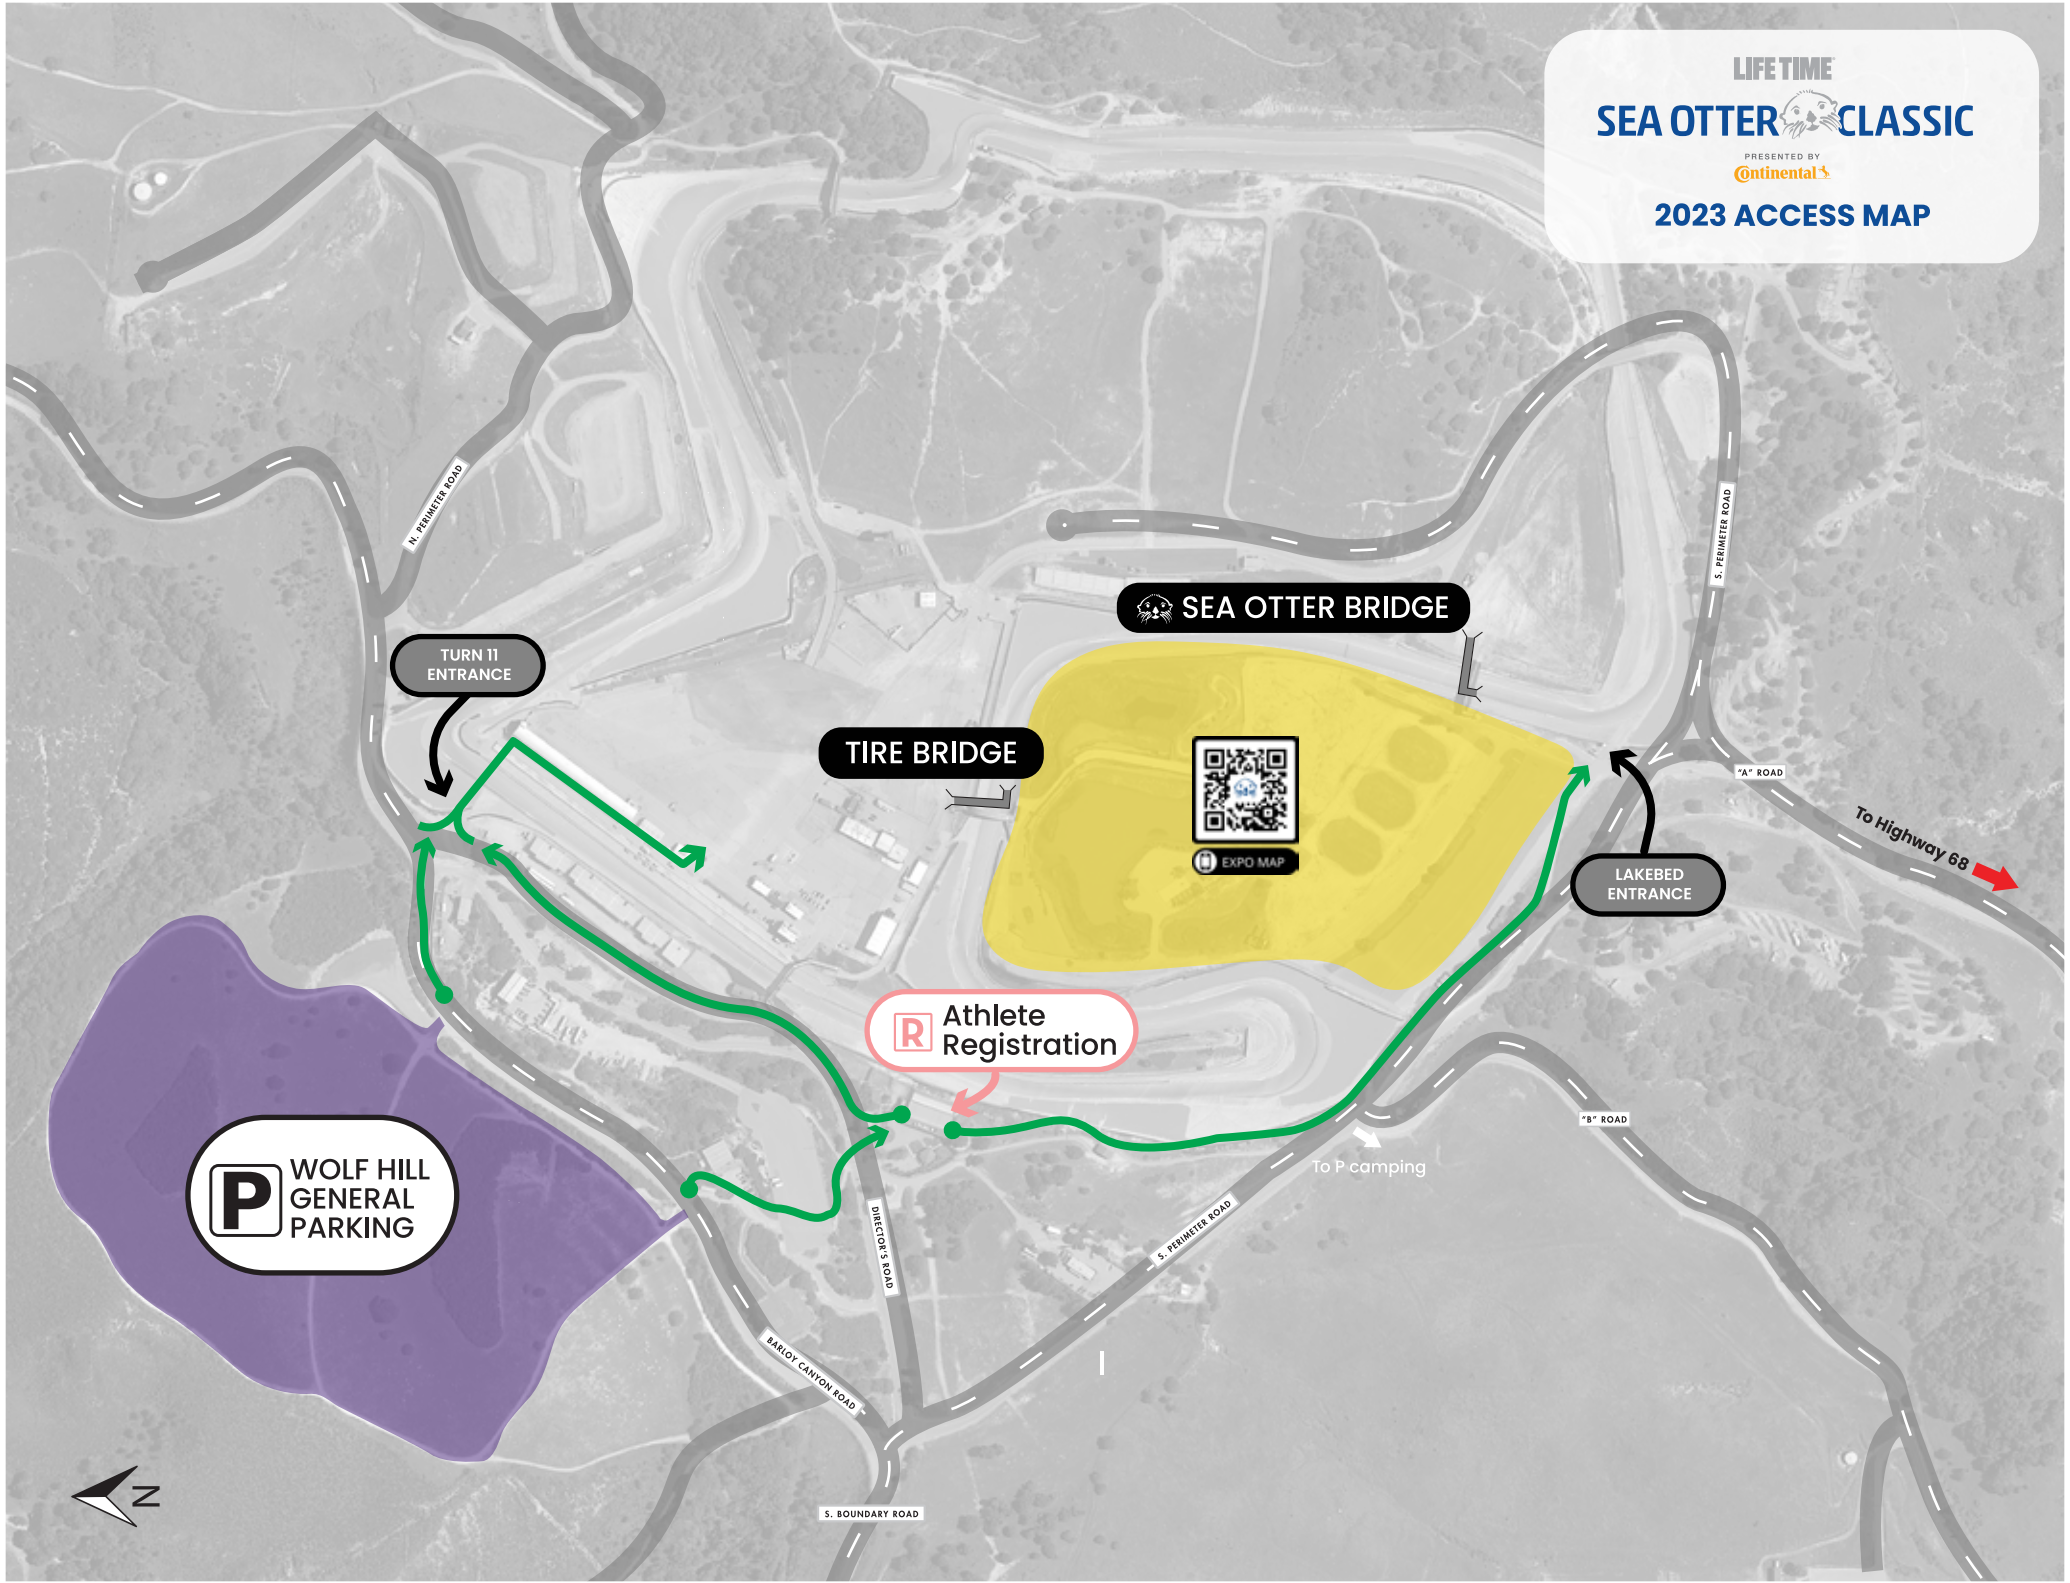 LIFE TIME
SEA OTTER CLASSIC
PRESENTED BY
Continental
2023 ACCESS MAP
N. PERIMETER ROAD
S. PERIMETER ROAD
SEA OTTER BRIDGE
TURN 11
ENTRANCE
TIRE BRIDGE
"A" ROAD
To Highway 68
EXPO MAP
LAKEBED
ENTRANCE
R
Athlete
Registration
"B" ROAD
To P camping
P
WOLF HILL
GENERAL
PARKING
DIRECTOR'S ROAD
S. PERIMETER ROAD
BARLOY CANYON ROAD
N
S. BOUNDARY ROAD